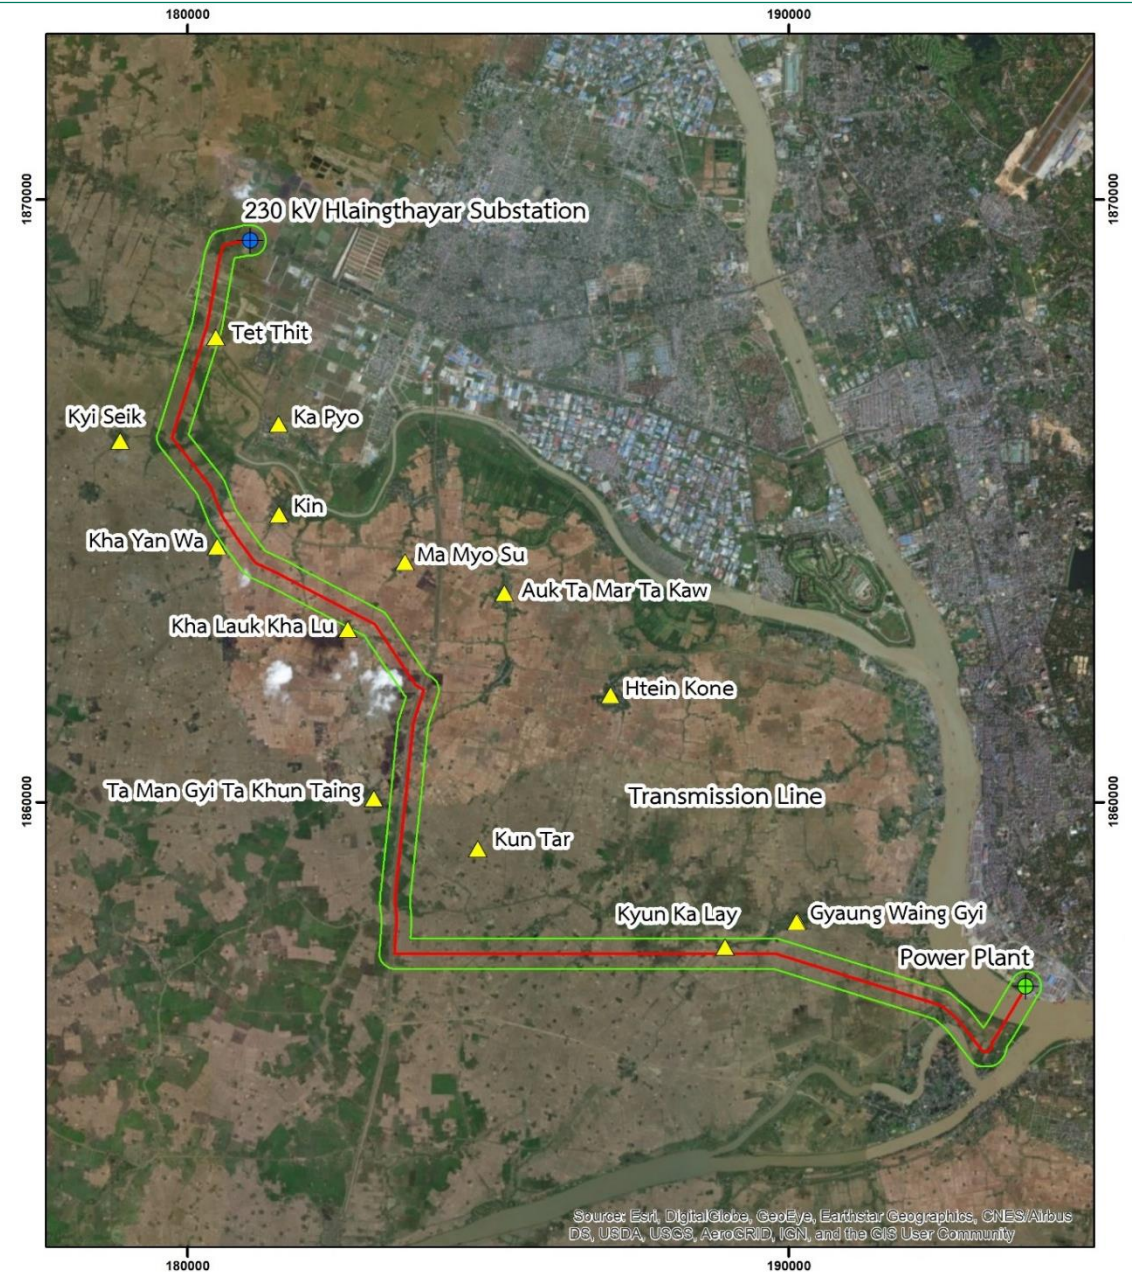 180000
190000
1870000
1870000
230 kV Hlaingthayar Substation
Tet Thit
Kyi Seik
Ka Pyo
Kin
Kha Yan Wa
Ma Myo Su
Auk Ta Mar Ta Kaw
Kha Lauk Kha Lu
Htein Kone
Ta Man Gyi Ta Khun Taing
Transmission Line
1860000
1860000
Kun Tar
Kyun Ka Lay
Gyaung Waing Gyi
Power Plant
Source: Esri, DigitalGlobe, GeoEye, Earthstar Geographics, CNES/Airbus
DS, USDA, USGS, AeroGRID, IGN, and the GIS User Community
180000
190000